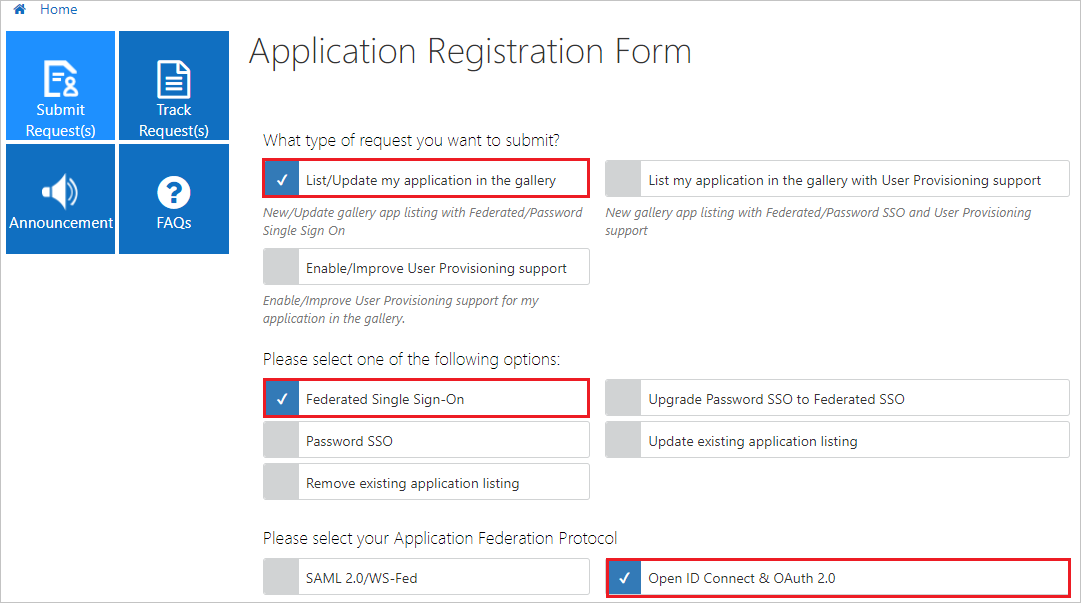 Home
Submit
Request(s)
Track
Request(s)
Announcement
FAQs
Application Registration Form
What type of request you want to submit?
List/Update my application in the gallery
List my application in the gallery with User Provisioning support
New/Update gallery app listing with Federated/Password
Single Sign On
New gallery app listing with Federated/Password SSO and User Provisioning
support
Enable/Improve User Provisioning support
Enable/Improve User Provisioning support for my
application in the gallery.
Please select one of the following options:
Federated Single Sign-On
Upgrade Password SSO to Federated SSO
Password SSO
Update existing application listing
Remove existing application listing
Please select your Application Federation Protocol
SAML 2.0/WS-Fed
Open ID Connect & OAuth 2.0